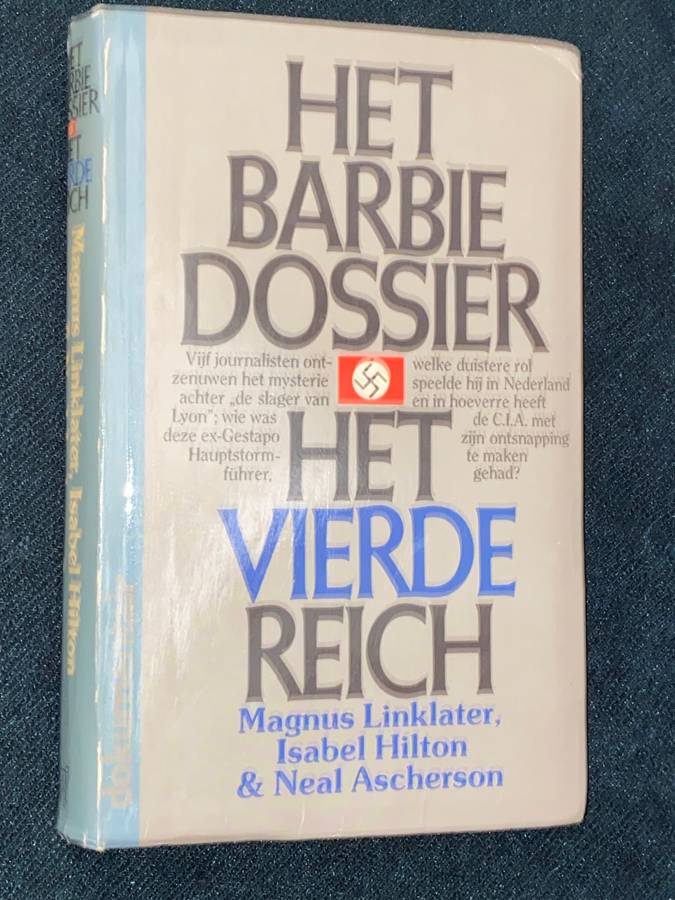 HET
BARBIE
DOSSIER
Vijf journalisten ont-
zenuwen het mysterie
achter „de slager van
Lyon”; wie was
deze ex-Gestapo
Hauptstorm-
führer,
welke duistere rol
speelde hij in Nederland
en in hoeverre heeft
de C.I.A. met
zijn ontsnapping
te maken
gehad?
HET
VIERDE
REICH
Magnus Linklater,
Isabel Hilton
& Neal Ascherson
HET
BARBIE
DOSSIER
HET
VIERDE
REICH
Magnus Linklater, Isabel Hilton